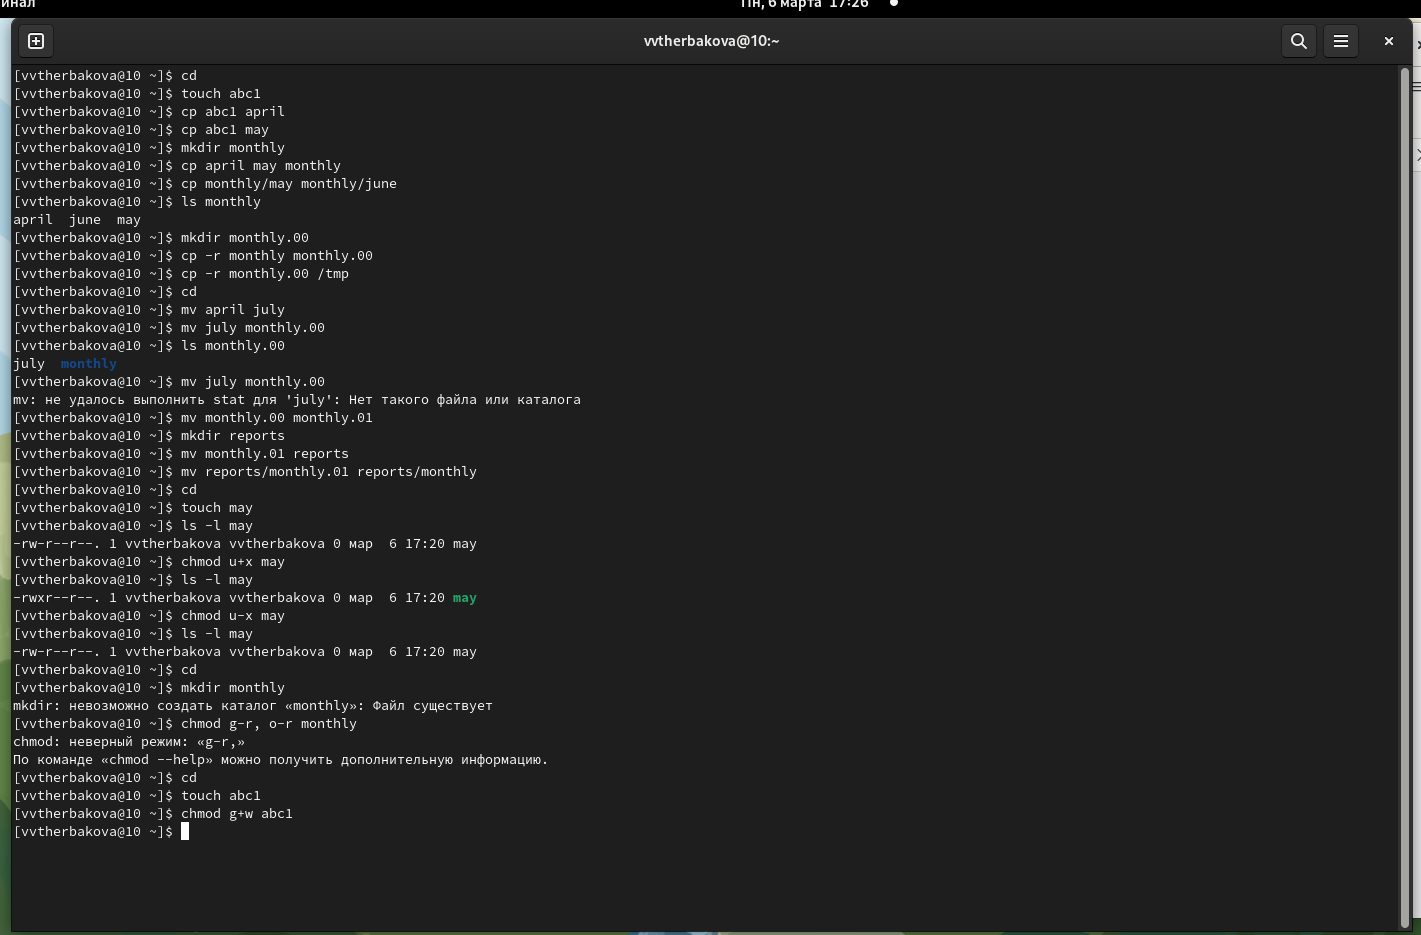 инал
Пн, 6 марта 17:26
vvtherbakova@10:~
[vvtherbakova@10 ~]$ cd
[vvtherbakova@10 ~]$ touch abc1
[vvtherbakova@10 ~]$ cp abc1 april
[vvtherbakova@10 ~]$ cp abc1 may
[vvtherbakova@10 ~]$ mkdir monthly
[vvtherbakova@10 ~]$ cp april may monthly
[vvtherbakova@10 ~]$ cp monthly/may monthly/june
[vvtherbakova@10 ~]$ ls monthly
april  june  may
[vvtherbakova@10 ~]$ mkdir monthly.00
[vvtherbakova@10 ~]$ cp -r monthly monthly.00
[vvtherbakova@10 ~]$ cp -r monthly.00 /tmp
[vvtherbakova@10 ~]$ cd
[vvtherbakova@10 ~]$ mv april july
[vvtherbakova@10 ~]$ mv july monthly.00
[vvtherbakova@10 ~]$ ls monthly.00
july  monthly
[vvtherbakova@10 ~]$ mv july monthly.00
mv: не удалось выполнить stat для 'july': Нет такого файла или каталога
[vvtherbakova@10 ~]$ mv monthly.00 monthly.01
[vvtherbakova@10 ~]$ mkdir reports
[vvtherbakova@10 ~]$ mv monthly.01 reports
[vvtherbakova@10 ~]$ mv reports/monthly.01 reports/monthly
[vvtherbakova@10 ~]$ cd
[vvtherbakova@10 ~]$ touch may
[vvtherbakova@10 ~]$ ls -l may
-rw-r--r--. 1 vvtherbakova vvtherbakova 0 мар  6 17:20 may
[vvtherbakova@10 ~]$ chmod u+x may
[vvtherbakova@10 ~]$ ls -l may
-rwxr--r--. 1 vvtherbakova vvtherbakova 0 мар  6 17:20 may
[vvtherbakova@10 ~]$ chmod u-x may
[vvtherbakova@10 ~]$ ls -l may
-rw-r--r--. 1 vvtherbakova vvtherbakova 0 мар  6 17:20 may
[vvtherbakova@10 ~]$ cd
[vvtherbakova@10 ~]$ mkdir monthly
mkdir: невозможно создать каталог «monthly»: Файл существует
[vvtherbakova@10 ~]$ chmod g-r, o-r monthly
chmod: неверный режим: «g-r,»
По команде «chmod --help» можно получить дополнительную информацию.
[vvtherbakova@10 ~]$ cd
[vvtherbakova@10 ~]$ touch abc1
[vvtherbakova@10 ~]$ chmod g+w abc1
[vvtherbakova@10 ~]$